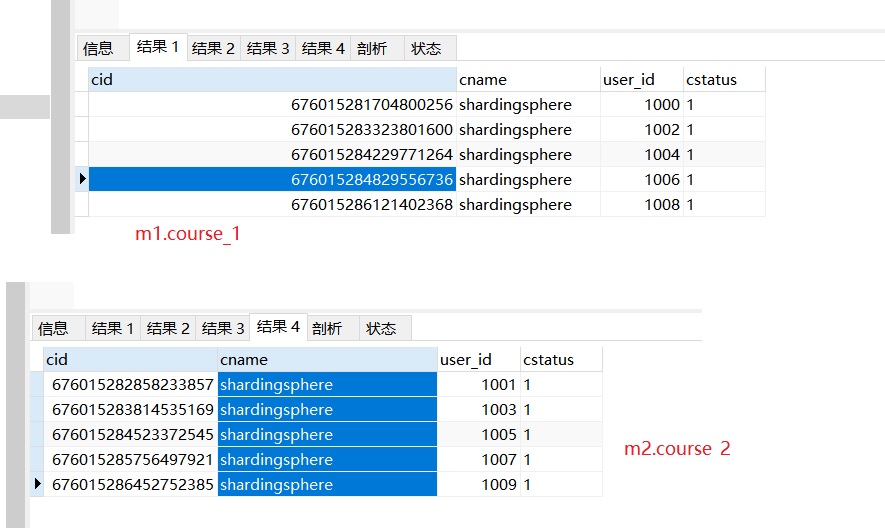 信息 结果 1 结果 2 结果 3 结果 4 剖析 状态
cid cname user_id cstatus
676015281704800256 shardingsphere 1000 1
676015283323801600 shardingsphere 1002 1
676015284229771264 shardingsphere 1004 1
676015284829556736 shardingsphere 1006 1
676015286121402368 shardingsphere 1008 1
m1.course_1
信息 结果 1 结果 2 结果 3 结果 4 剖析 状态
cid cname user_id cstatus
676015282858233857 shardingsphere 1001 1
676015283814535169 shardingsphere 1003 1
676015284523372545 shardingsphere 1005 1
676015285756497921 shardingsphere 1007 1
676015286452752385 shardingsphere 1009 1
m2.course 2